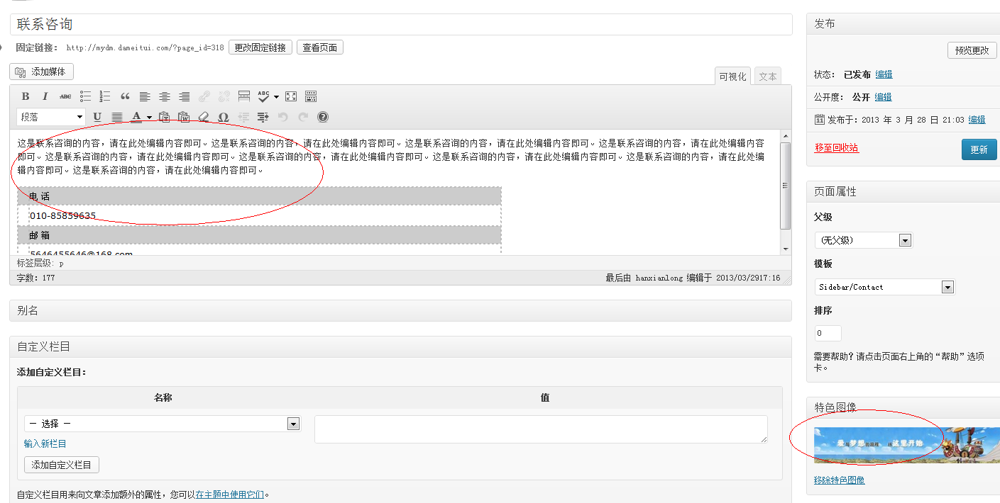 联系咨询
固定链接： http://mydm.dameitui.com/?page_id=318 更改固定链接 查看页面
添加媒体
可视化 文本
B I ABC ABC
段落 U A
这是联系咨询的内容，请在此处编辑内容即可。这是联系咨询的内容，请在此处编辑内容即可。这是联系咨询的内容，请在此处编辑内容即可。这是联系咨询的内容，请在此处编辑内容
即可。这是联系咨询的内容，请在此处编辑内容即可。这是联系咨询的内容，请在此处编辑内容即可。这是联系咨询的内容，请在此处编辑内容即可。这是联系咨询的内容，请在此处编
辑内容即可。这是联系咨询的内容，请在此处编辑内容即可。
电 话
010-85859635
邮 箱
5646455646@168.com
标签层级： p
字数： 177 最后由 hanxianlong 编辑于 2013/03/2917:16
别名
自定义栏目
添加自定义栏目：
名称 值
— 选择 —
输入新栏目
添加自定义栏目
自定义栏目用来向文章添加额外的属性，您可以在主题中使用它们。
发布
预览更改
状态： 已发布 编辑
公开度： 公开 编辑
发布于：2013 年 3 月 28 日 21:03 编辑
移至回收站 更新
页面属性
父级
(无父级)
模板
Sidebar/Contact
排序
0
需要帮助？请点击页面右上角的“帮助”选项
卡。
特色图像
爱与梦想的旅程 从这里开始
移除特色图像